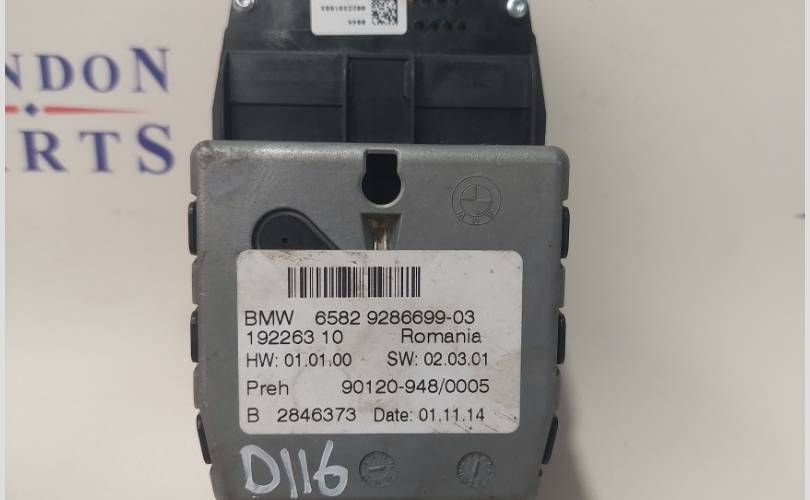 NDON
ARTS
BMW 6582 9286699-03
192263 10 Romania
HW: 01.01.00 SW: 02.03.01
Preh 90120-948/0005
B 2846373 Date: 01.11.14
D116